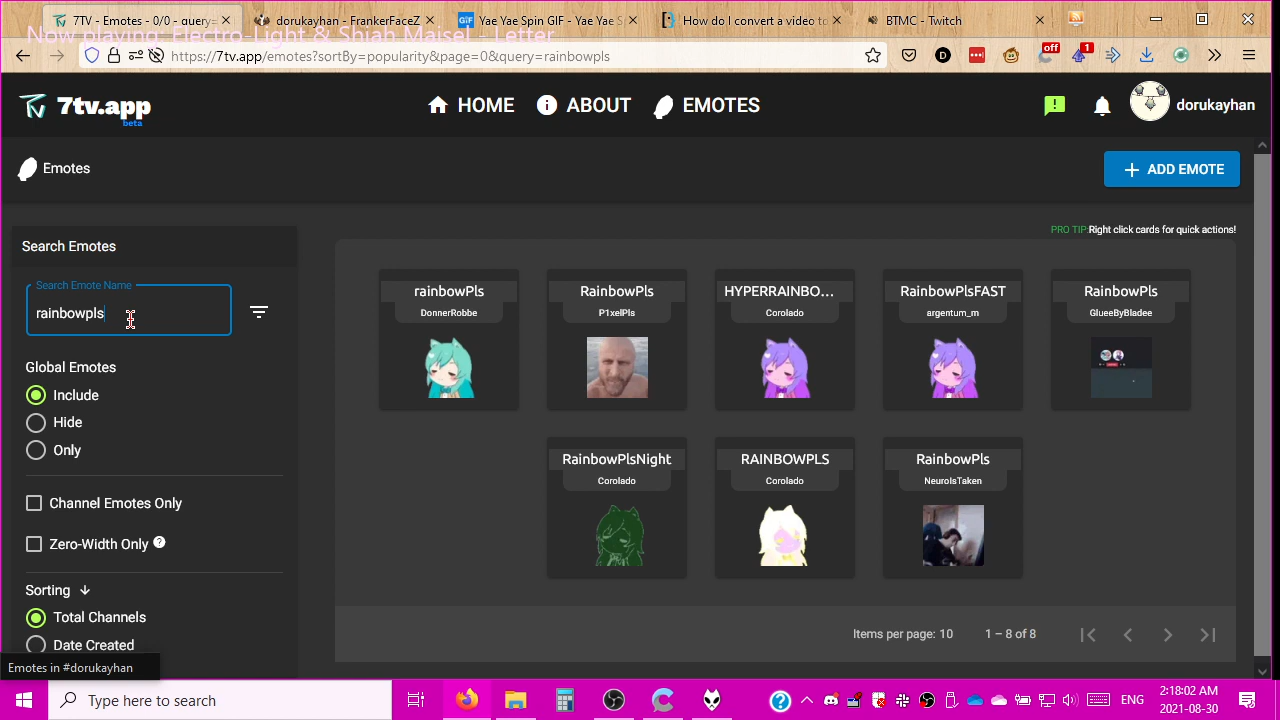 7TV - Emotes - 0/0 - query=
dorukayhan - FrankerFaceZ
GIF
Yae Yae Spin GIF - Yae Yae S
How do I convert a video to
BTMC - Twitch
Now playing: Electro-Light & Shiah Maisel - Letter
https://7tv.app/emotes?sortBy=popularity&page=0&query=rainbowpls
off
1
7tv.app
beta
HOME
ABOUT
EMOTES
dorukayhan
Emotes
ADD EMOTE
PRO TIP: Right click cards for quick actions!
Search Emotes
Search Emote Name
rainbowpls
Global Emotes
Include
Hide
Only
Channel Emotes Only
Zero-Width Only
Sorting
Total Channels
Date Created
rainbowPls
DonnerRobbe
RainbowPls
P1xelPls
HYPERRAINBO...
Corolado
RainbowPlsFAST
argentum_m
RainbowPls
GlueeByBladee
RainbowPlsNight
Corolado
RAINBOWPLS
Corolado
RainbowPls
NeuroIsTaken
Items per page: 10
1 – 8 of 8
Emotes in #dorukayhan
Type here to search
ENG
2:18:02 AM
2021-08-30